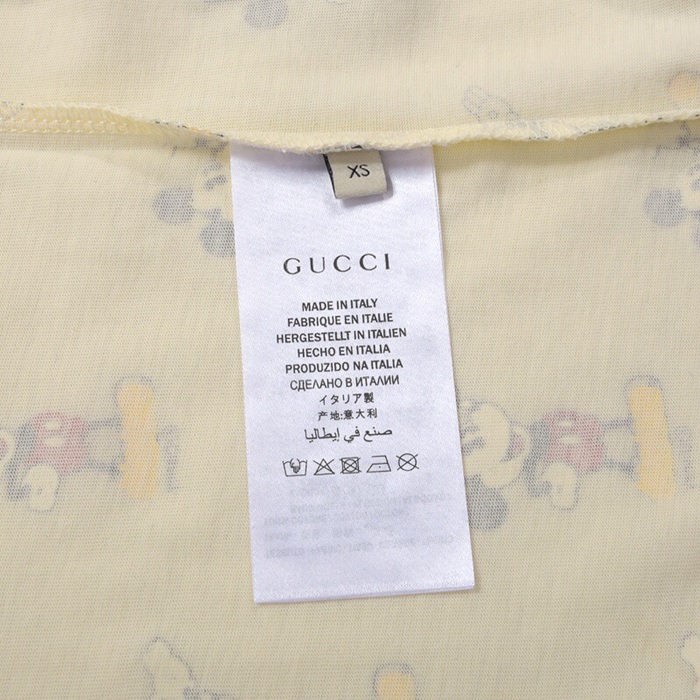 XS
GUCCI
MADE IN ITALY
FABRIQUE EN ITALIE
HERGESTELLT IN ITALIEN
HECHO EN ITALIA
PRODUZIDO NA ITALIA
СДЕЛАНО В ИТАЛИИ
イタリア製
产地:意大利
صنع في إيطاليا